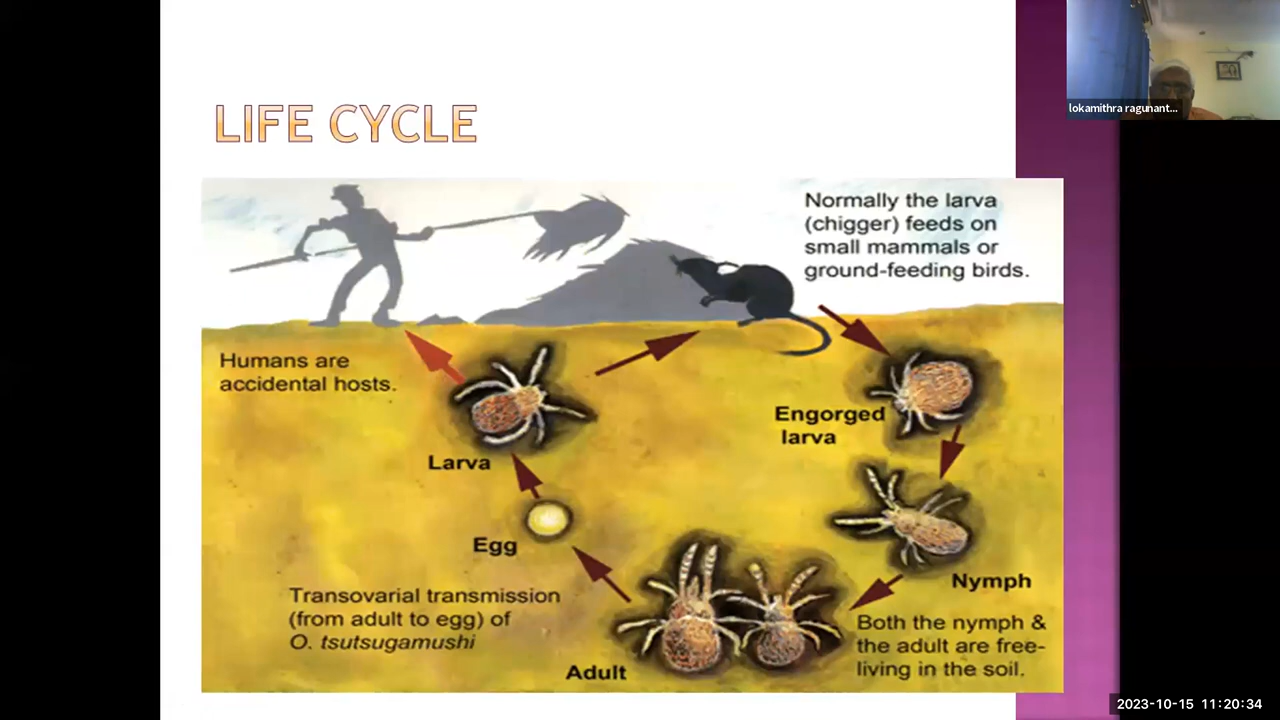 lokamithra ragunant...
LIFE CYCLE
Normally the larva
(chigger) feeds on
small mammals or
ground-feeding birds.
Humans are
accidental hosts.
Engorged
larva
Larva
Egg
Nymph
Transovarial transmission
(from adult to egg) of
O. tsutsugamushi
Both the nymph &
the adult are free-
living in the soil.
Adult
2023-10-15 11:20:34